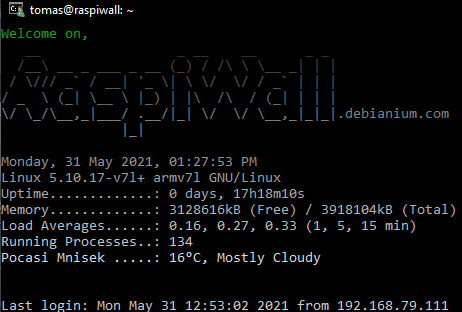 tomas@raspiwall: ~
Welcome on,
RaspiWall.debianium.com
Monday, 31 May 2021, 01:27:53 PM
Linux 5.10.17-v7l+ armv7l GNU/Linux
Uptime.............: 0 days, 17h18m10s
Memory.............: 3128616kB (Free) / 3918104kB (Total)
Load Averages......: 0.16, 0.27, 0.33 (1, 5, 15 min)
Running Processes..: 134
Pocasi Mnisek .....: 16°C, Mostly Cloudy
Last login: Mon May 31 12:53:02 2021 from 192.168.79.111